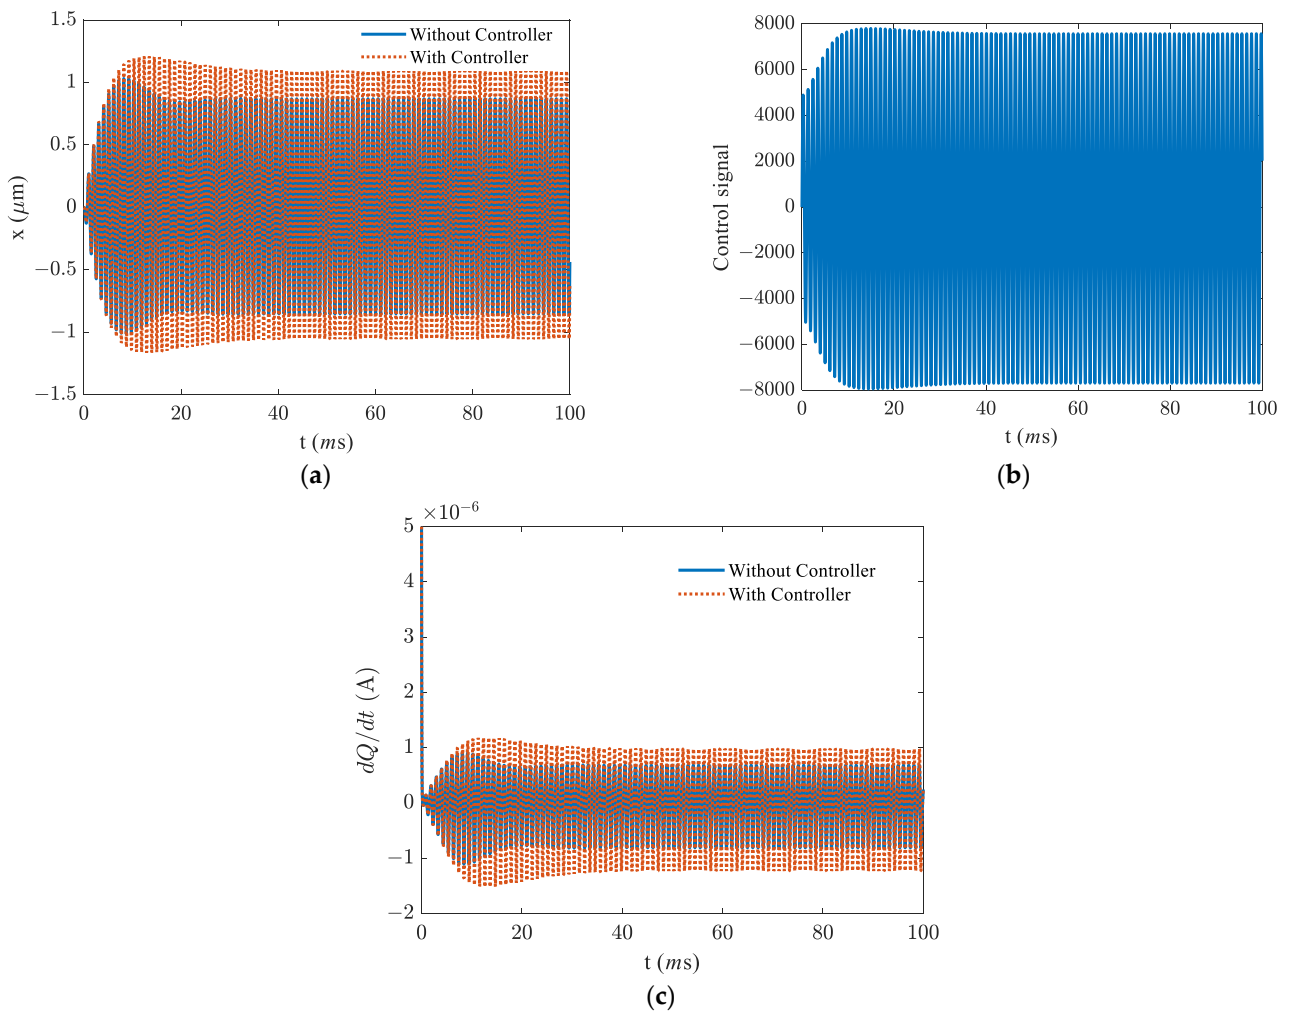 1.5
1
0.5
0
−0.5
−1
−1.5
x (μm)
Without Controller
With Controller
0 20 40 60 80 100
t (ms)
(a)
8000
6000
4000
2000
0
−2000
−4000
−6000
−8000
Control signal
0 20 40 60 80 100
t (ms)
(b)
×10−6
5
4
3
2
1
0
−1
−2
dQ/dt (A)
Without Controller
With Controller
0 20 40 60 80 100
t (ms)
(c)